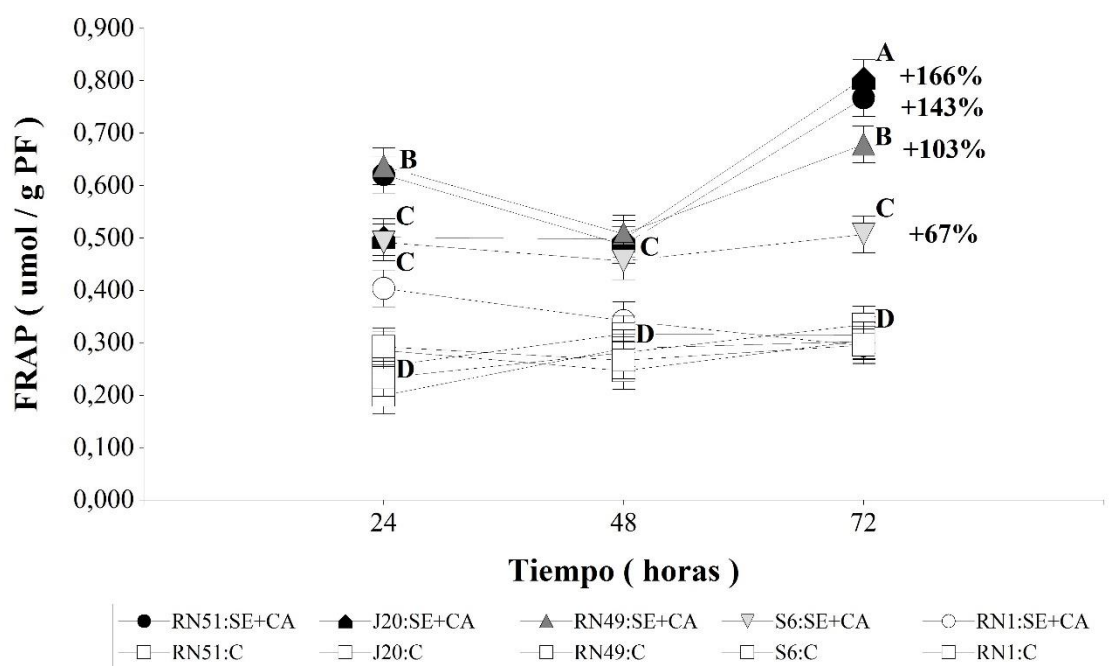 0,900
0,800
0,700
0,600
0,500
0,400
0,300
0,200
0,100
0,000
FRAP ( umol / g PF )
A
+166%
+143%
B
B
+103%
C
C
C
C
+67%
D
D
D
24 48 72
Tiempo ( horas )
RN51:SE+CA J20:SE+CA RN49:SE+CA S6:SE+CA RN1:SE+CA
RN51:C J20:C RN49:C S6:C RN1:C